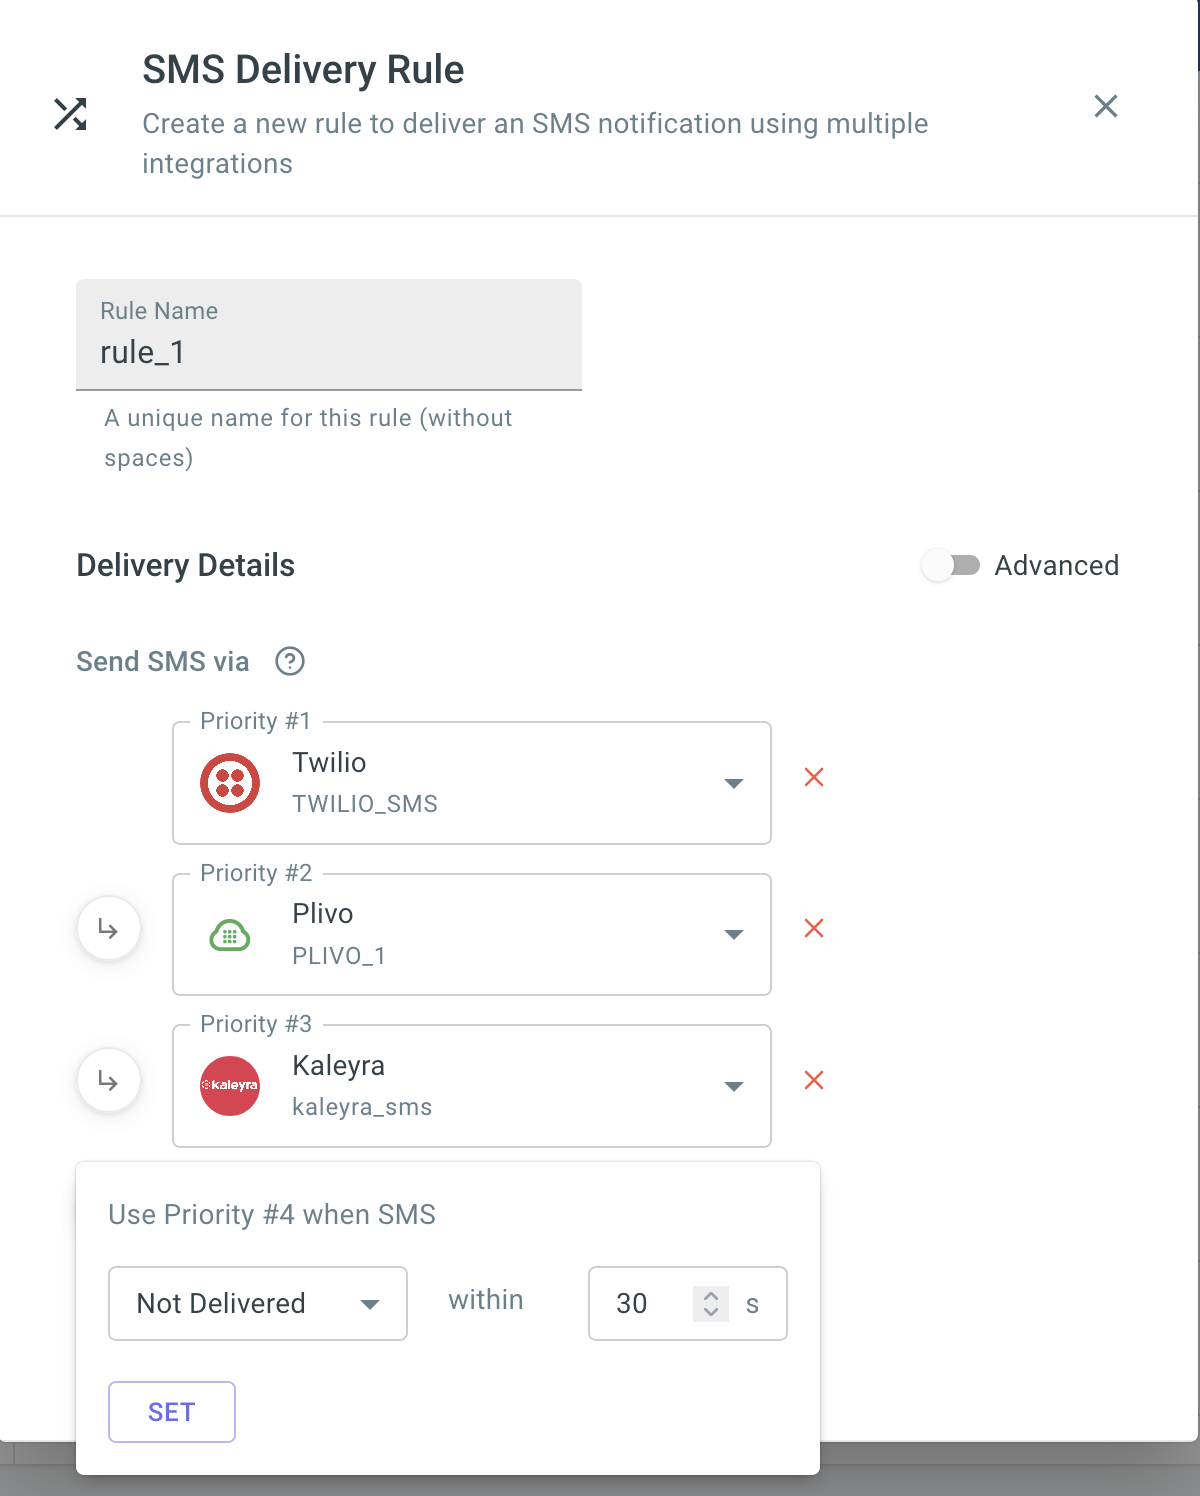 SMS Delivery Rule
Create a new rule to deliver an SMS notification using multiple
integrations
Rule Name
rule_1
A unique name for this rule (without
spaces)
Delivery Details
Advanced
Send SMS via
Priority #1
Twilio
TWILIO_SMS
Priority #2
Plivo
PLIVO_1
Priority #3
kaleyra
Kaleyra
kaleyra_sms
Use Priority #4 when SMS
Not Delivered within 30 s
SET